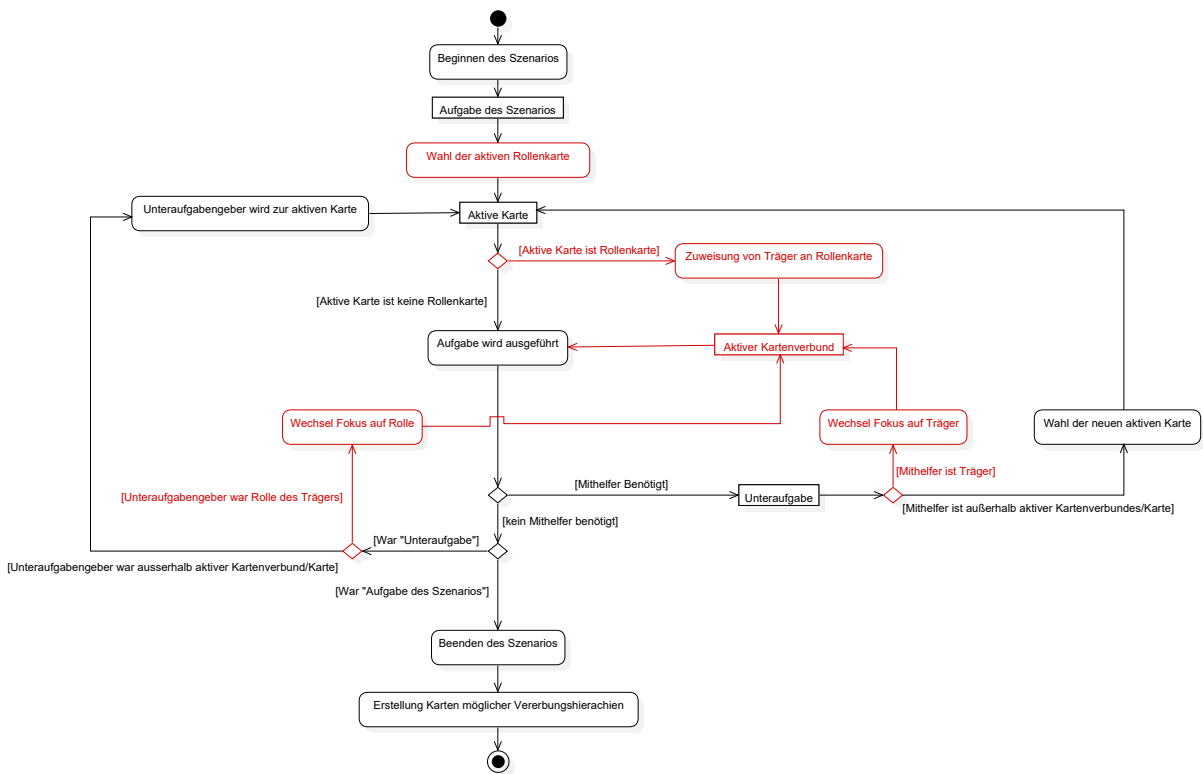 Beginnen des Szenarios
Aufgabe des Szenarios
Wahl der aktiven Rollenkarte
Unteraufgabengeber wird zur aktiven Karte
Aktive Karte
[Aktive Karte ist Rollenkarte]
Zuweisung von Träger an Rollenkarte
[Aktive Karte ist keine Rollenkarte]
Aufgabe wird ausgeführt
Aktiver Kartenverbund
Wechsel Fokus auf Rolle
Wechsel Fokus auf Träger
Wahl der neuen aktiven Karte
[Mithelfer ist Träger]
[Mithelfer Benötigt]
[Unteraufgabengeber war Rolle des Trägers]
Unteraufgabe
[Mithelfer ist außerhalb aktiver Kartenverbundes/Karte]
[kein Mithelfer benötigt]
[War "Unteraufgabe"]
[Unteraufgabengeber war ausserhalb aktiver Kartenverbund/Karte]
[War "Aufgabe des Szenarios"]
Beenden des Szenarios
Erstellung Karten möglicher Vererbungshierachien